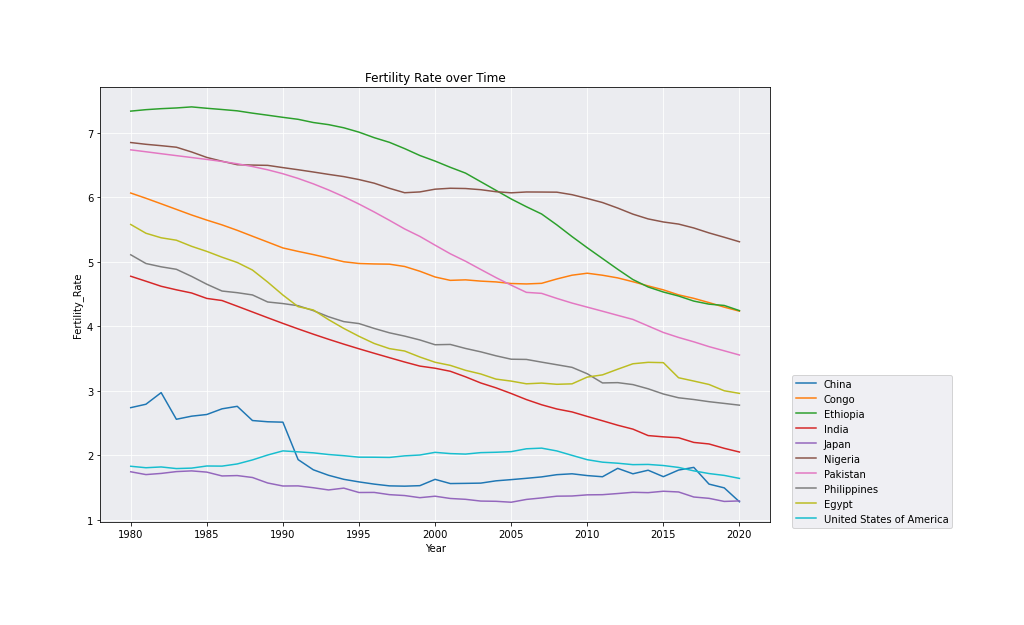 Fertility Rate over Time
Fertility_Rate
7
6
5
4
3
2
1
1980 1985 1990 1995 2000 2005 2010 2015 2020
Year
China
Congo
Ethiopia
India
Japan
Nigeria
Pakistan
Philippines
Egypt
United States of America